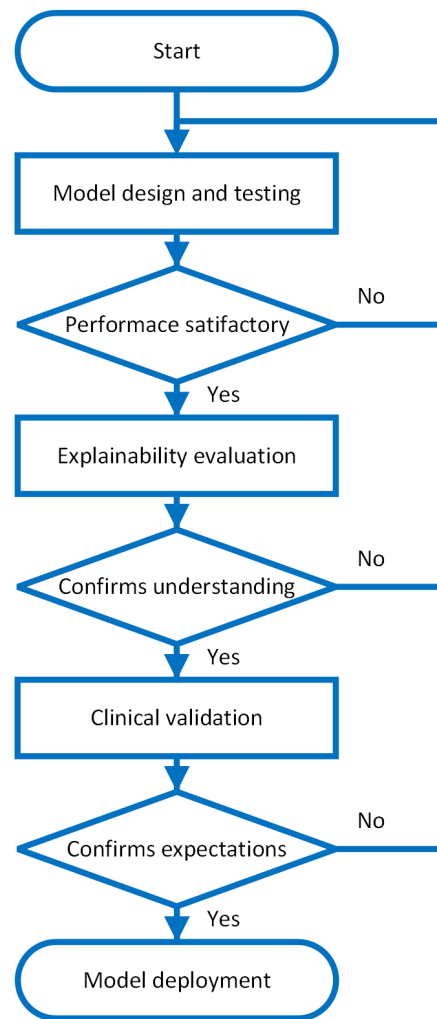 Start
Model design and testing
No
Performace satifactory
Yes
Explainability evaluation
No
Confirms understanding
Yes
Clinical validation
No
Confirms expectations
Yes
Model deployment